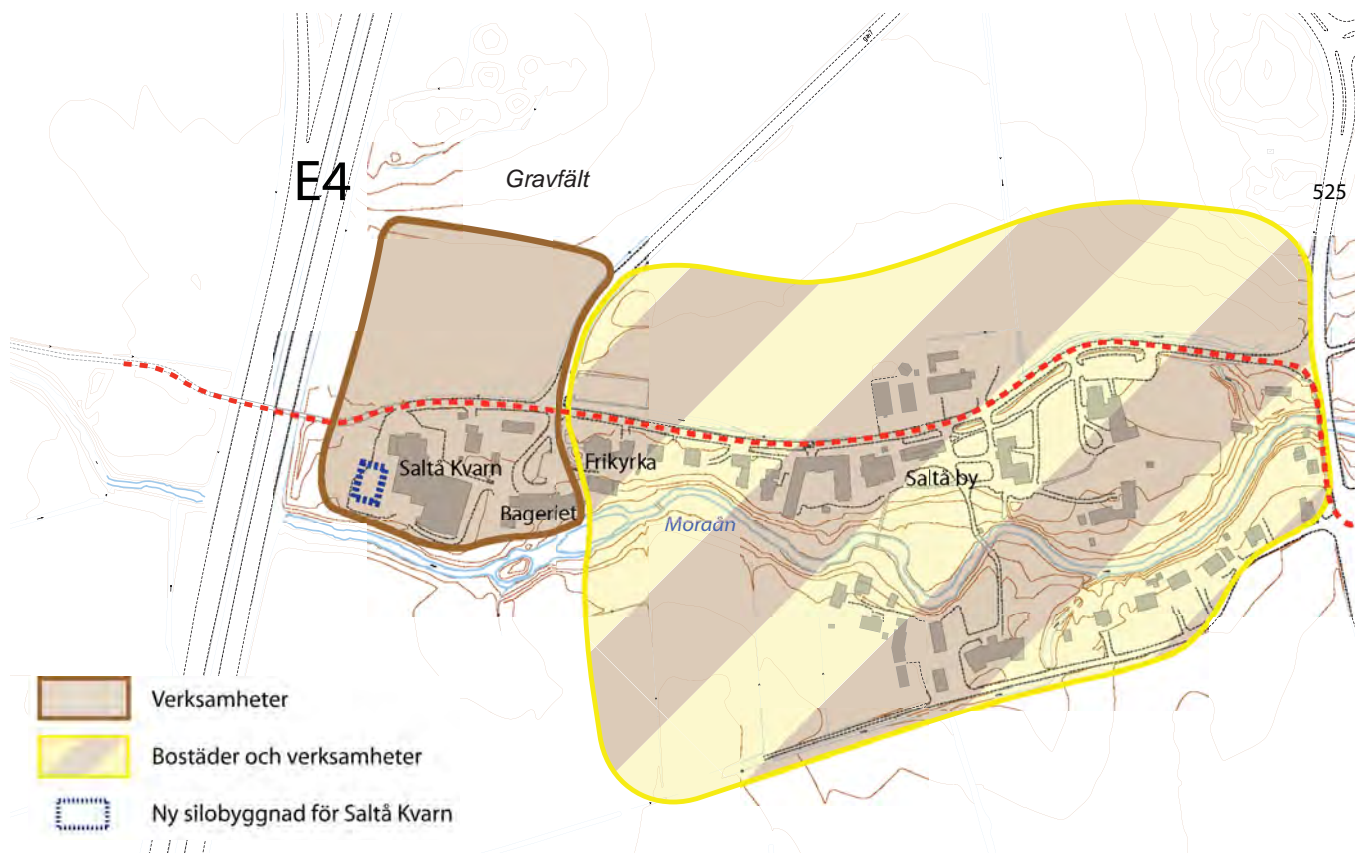 E4
Gravfält
525
Saltå Kvarn
Frikyrka
Bageriet
Saltå by
Moraån
Verksamheter
Bostäder och verksamheter
Ny silobyggnad för Saltå Kvarn